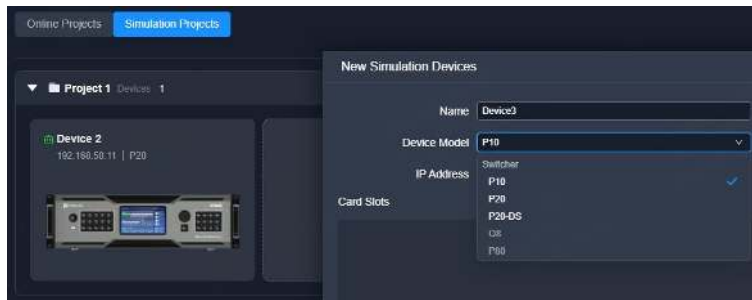 Online Projects
Simulation Projects
Project 1 Devices 1
Device 2
192.168.50.11 | P20
New Simulation Devices
Name Device3
Device Model P10
Switcher
IP Address
P10
P20
Card Slots
P20-DS
P80